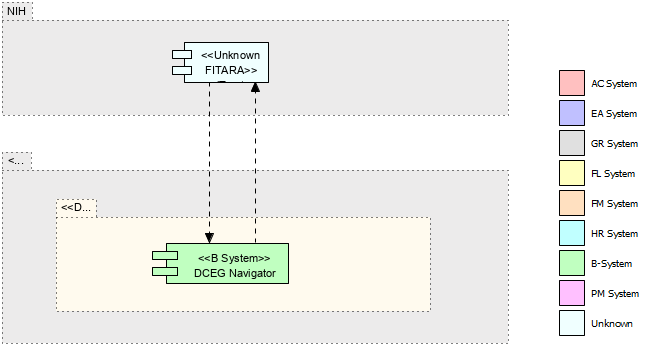 NIH
<<Unknown
FITARA>>
<...
<<D...
<<B System>>
DCEG Navigator
AC System
EA System
GR System
FL System
FM System
HR System
B-System
PM System
Unknown